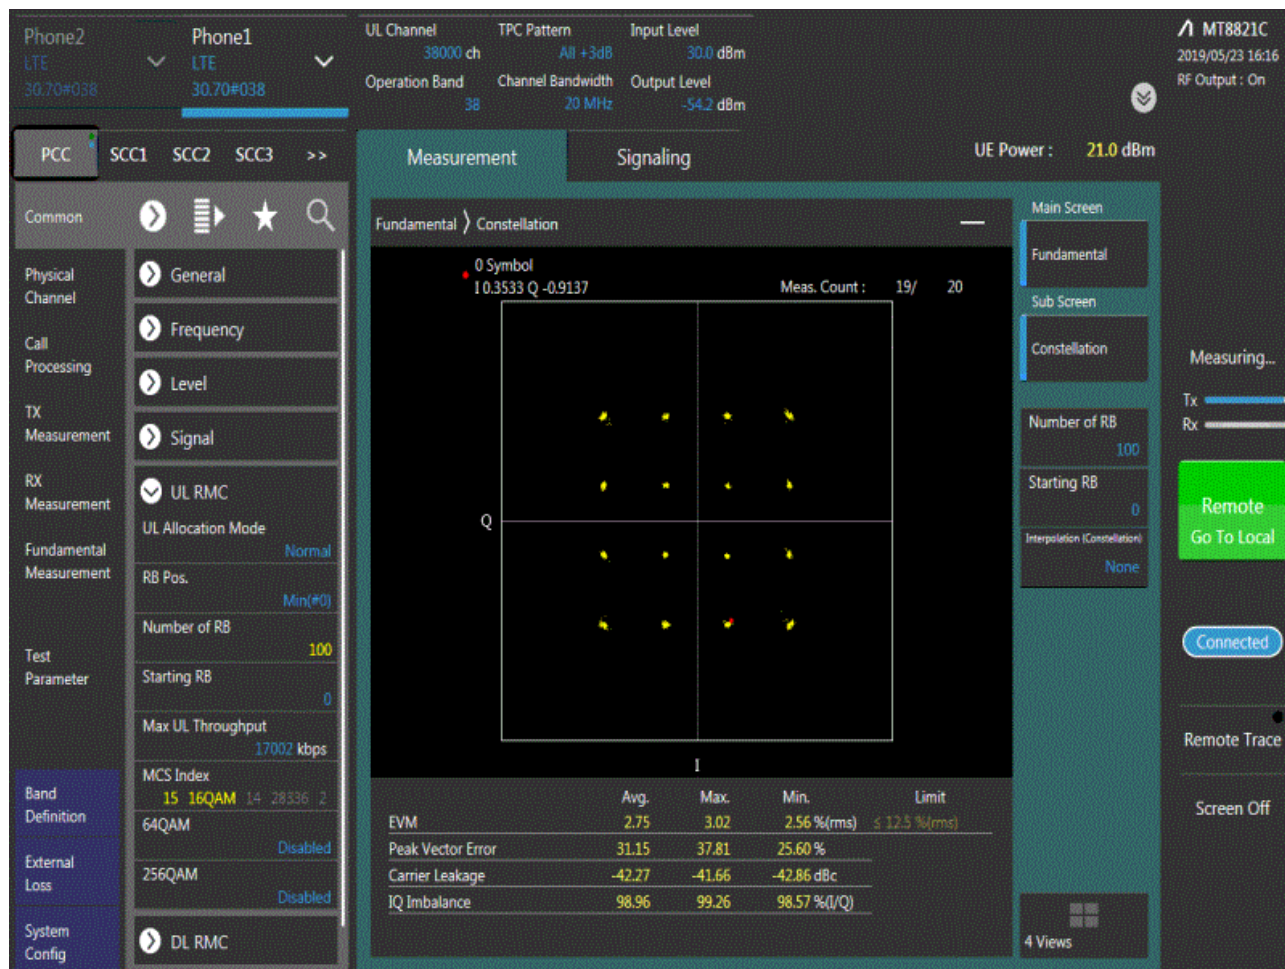 Phone2
LTE
30.70#038
Phone1
LTE
30.70#038
UL Channel
38000 ch
TPC Pattern
All +3dB
Input Level
30.0 dBm
Operation Band
38
Channel Bandwidth
20 MHz
Output Level
-54.2 dBm
MT8821C
2019/05/23 16:16
RF Output : On
PCC SCC1 SCC2 SCC3 >>
Measurement
Signaling
UE Power : 21.0 dBm
Common
Physical
Channel
Call
Processing
TX
Measurement
RX
Measurement
Fundamental
Measurement
Test
Parameter
Band
Definition
External
Loss
System
Config
General
Frequency
Level
Signal
UL RMC
UL Allocation Mode
Normal
RB Pos.
Min(#0)
Number of RB
100
Starting RB
0
Max UL Throughput
17002 kbps
MCS Index
15 16QAM 14 28336 2
64QAM
Disabled
256QAM
Disabled
DL RMC
Fundamental 〉 Constellation
0 Symbol
I 0.3533 Q -0.9137
Meas. Count : 19/ 20
Q
I
Avg. Max. Min. Limit
EVM 2.75 3.02 2.56 %(rms) ≤ 12.5 %(rms)
Peak Vector Error 31.15 37.81 25.60 %
Carrier Leakage -42.27 -41.66 -42.86 dBc
IQ Imbalance 98.96 99.26 98.57 %(I/Q)
Main Screen
Fundamental
Sub Screen
Constellation
Number of RB
100
Starting RB
0
Interpolation (Constellation)
None
4 Views
Measuring...
Tx
Rx
Remote
Go To Local
Connected
Remote Trace
Screen Off